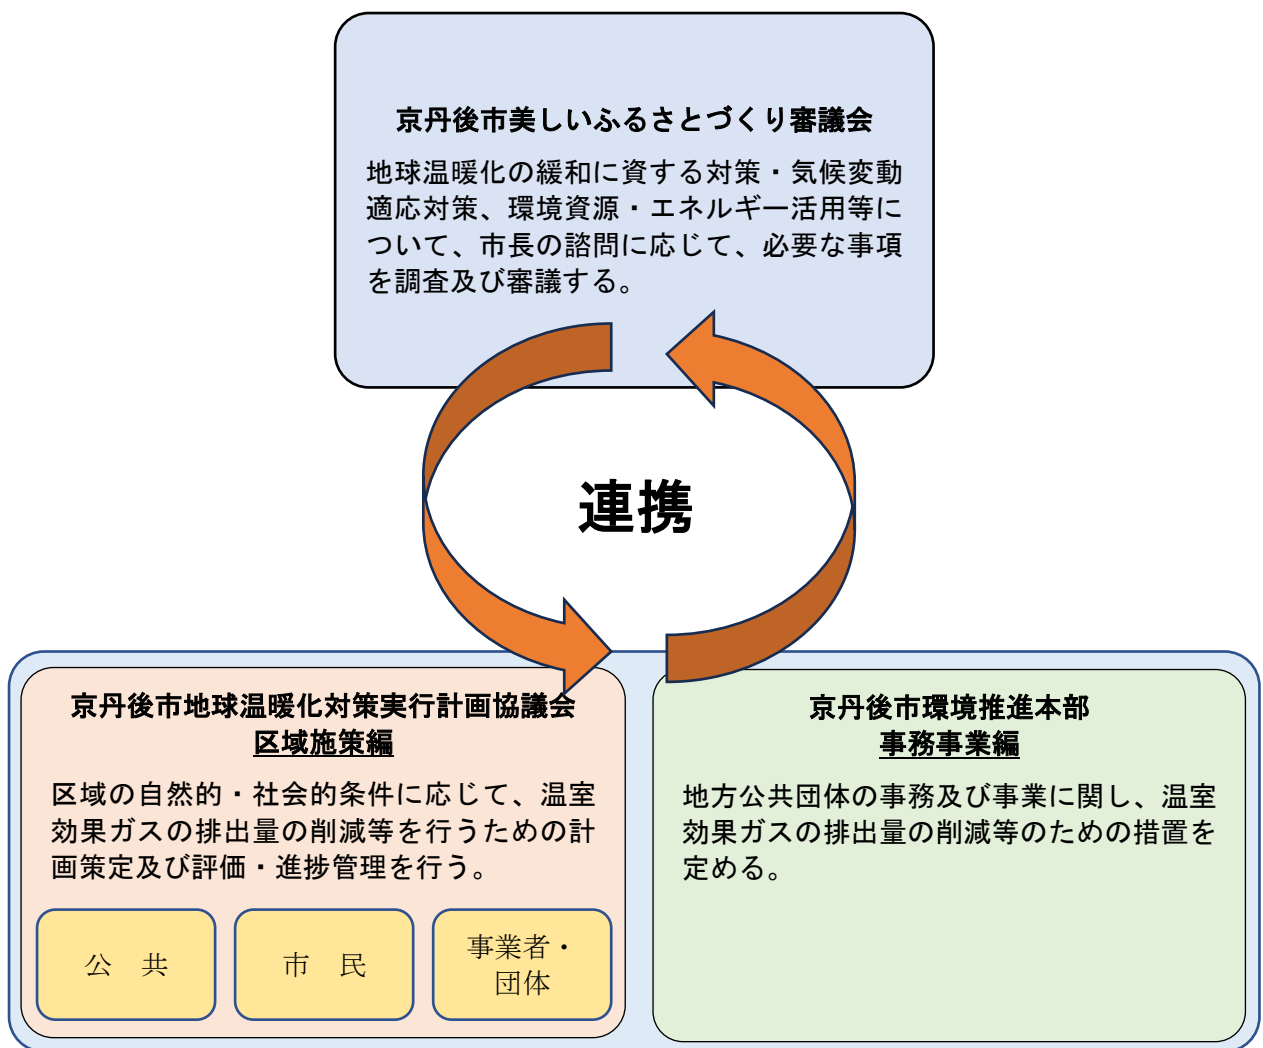 京丹後市美しいふるさとづくり審議会
地球温暖化の緩和に資する対策・気候変動
適応対策、環境資源・エネルギー活用等に
ついて、市長の諮問に応じて、必要な事項
を調査及び審議する。
連携
京丹後市地球温暖化対策実行計画協議会
区域施策編
区域の自然的・社会的条件に応じて、温室
効果ガスの排出量の削減等を行うための計
画策定及び評価・進捗管理を行う。
公　共
市　民
事業者・
団体
京丹後市環境推進本部
事務事業編
地方公共団体の事務及び事業に関し、温室
効果ガスの排出量の削減等のための措置を
定める。